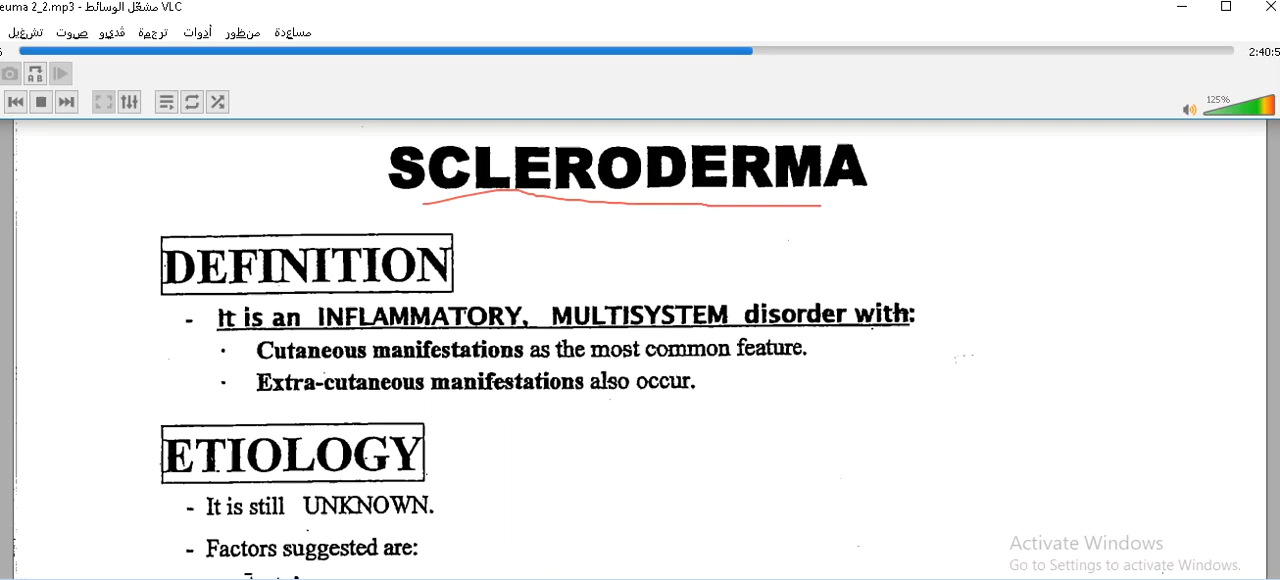 euma 2_2.mp3 - مشغّل الوسائط VLC
تشغيل صوت ڤديو ترجمة أدوات منظور مساعدة
2:40:5
125%
SCLERODERMA
DEFINITION
- It is an INFLAMMATORY, MULTISYSTEM disorder with:
· Cutaneous manifestations as the most common feature.
· Extra-cutaneous manifestations also occur.
ETIOLOGY
- It is still UNKNOWN.
- Factors suggested are:
Activate Windows
Go to Settings to activate Windows.